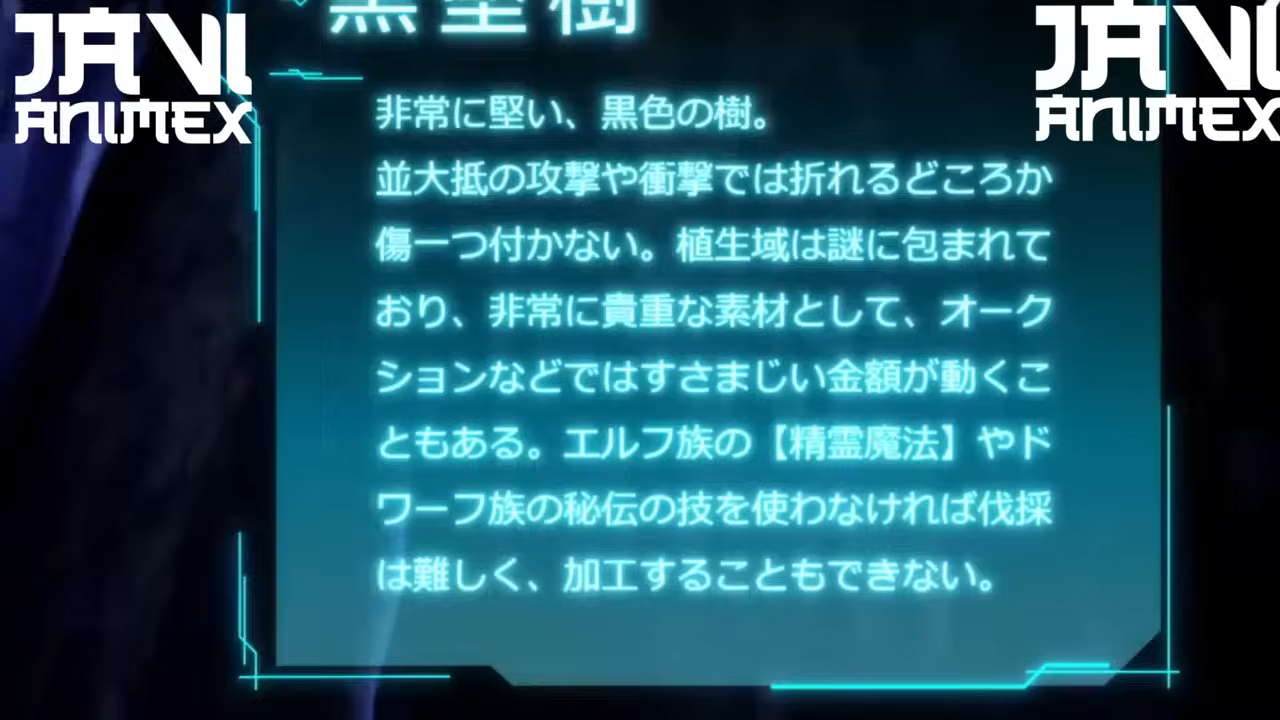 JAVI JAVI
ANIMEX ANIMEX
黒堅樹
非常に堅い、黒色の樹。
並大抵の攻撃や衝撃では折れるどころか
傷一つ付かない。植生域は謎に包まれて
おり、非常に貴重な素材として、オーク
ションなどではすさまじい金額が動くこ
ともある。エルフ族の【精霊魔法】やド
ワーフ族の秘伝の技を使わなければ伐採
は難しく、加工することもできない。